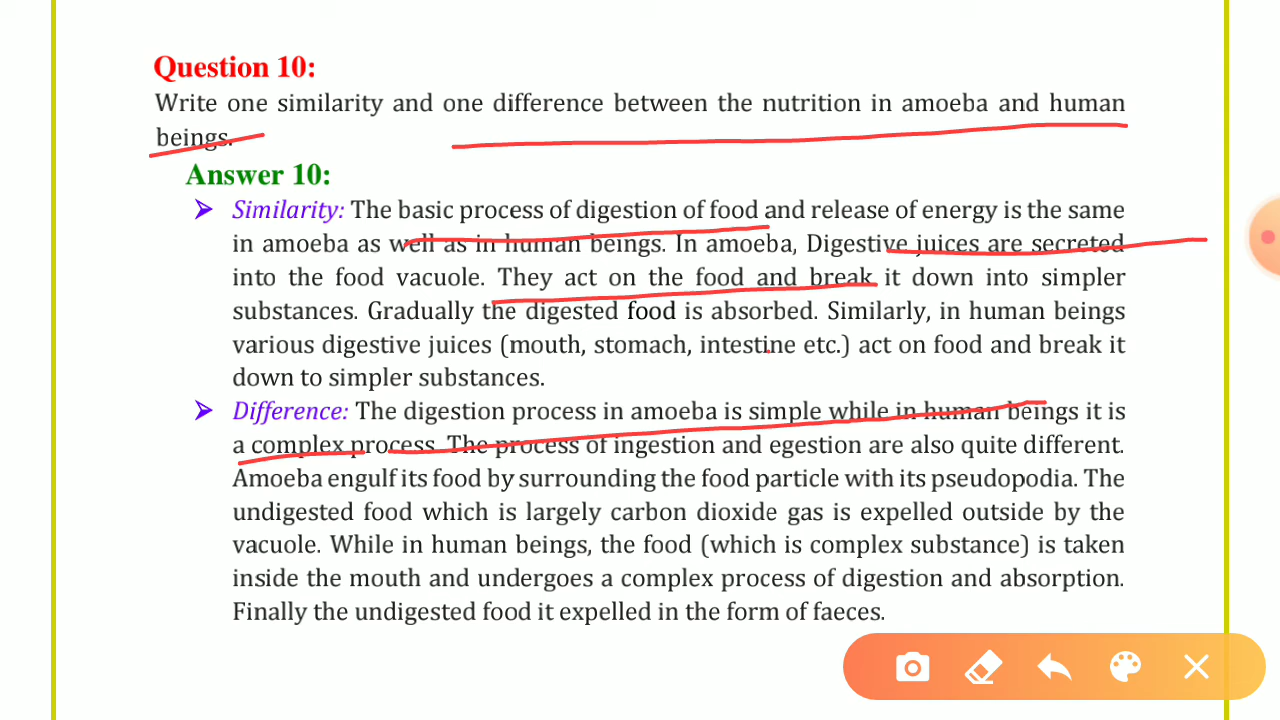 Question 10:
Write one similarity and one difference between the nutrition in amoeba and human
beings.
Answer 10:
Similarity: The basic process of digestion of food and release of energy is the same
in amoeba as well as in human beings. In amoeba, Digestive juices are secreted
into the food vacuole. They act on the food and break it down into simpler
substances. Gradually the digested food is absorbed. Similarly, in human beings
various digestive juices (mouth, stomach, intestine etc.) act on food and break it
down to simpler substances.
Difference: The digestion process in amoeba is simple while in human beings it is
a complex process. The process of ingestion and egestion are also quite different.
Amoeba engulf its food by surrounding the food particle with its pseudopodia. The
undigested food which is largely carbon dioxide gas is expelled outside by the
vacuole. While in human beings, the food (which is complex substance) is taken
inside the mouth and undergoes a complex process of digestion and absorption.
Finally the undigested food it expelled in the form of faeces.